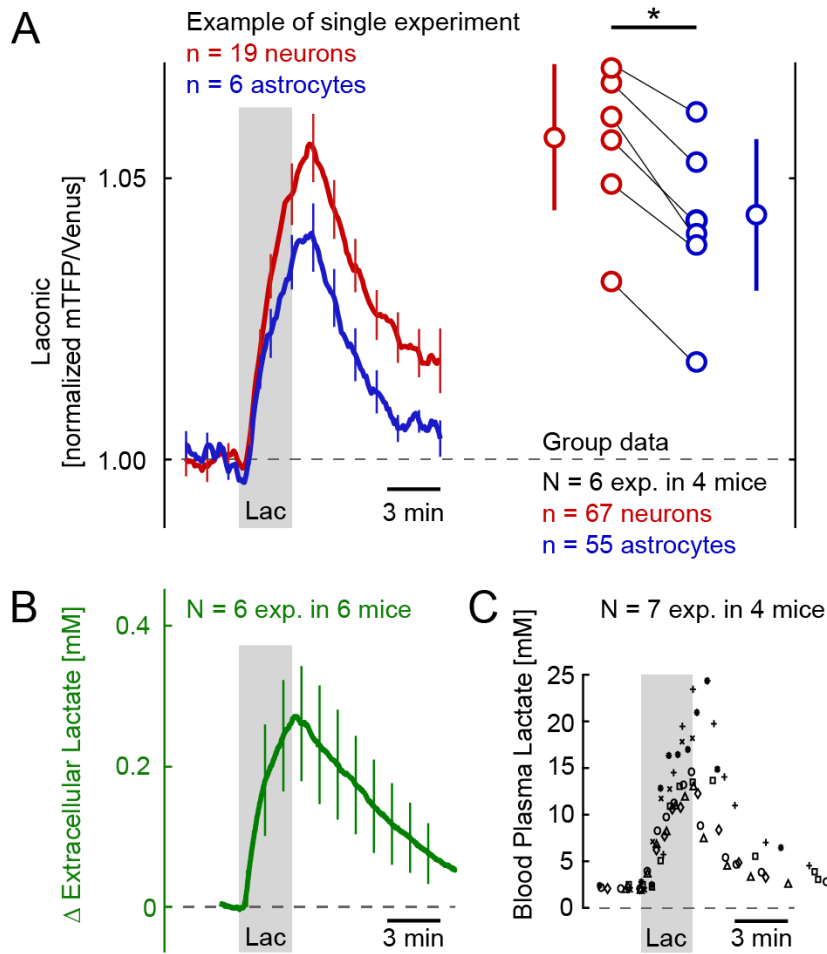 A
Example of single experiment
n = 19 neurons
n = 6 astrocytes
*
1.05
1.00
Laconic
[normalized mTFP/Venus]
Lac
3 min
Group data
N = 6 exp. in 4 mice
n = 67 neurons
n = 55 astrocytes
B
N = 6 exp. in 6 mice
Δ Extracellular Lactate [mM]
0.4
0.2
0
Lac
3 min
C
N = 7 exp. in 4 mice
Blood Plasma Lactate [mM]
25
20
15
10
5
0
Lac
3 min